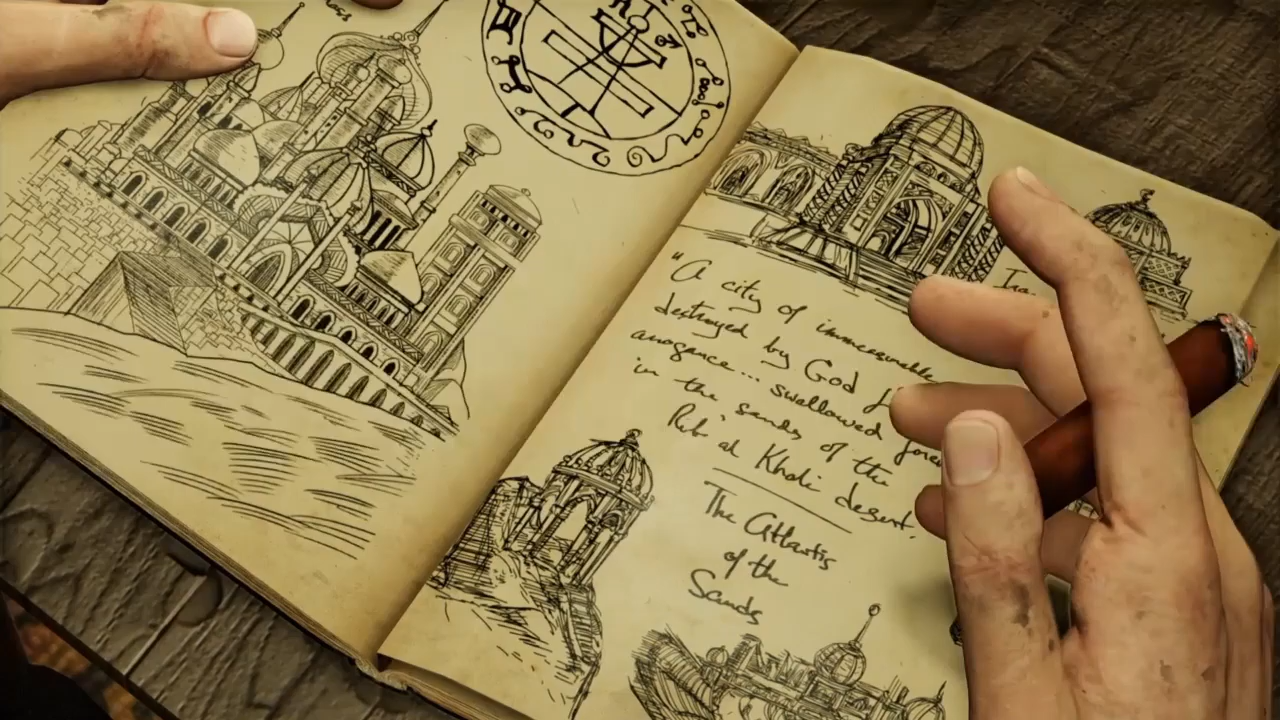 "A city of immeasurable
destroyed by God
arrogance... swallowed
in the sands of the
Rub' al Khali desert.
The Atlantis
of the
Sands